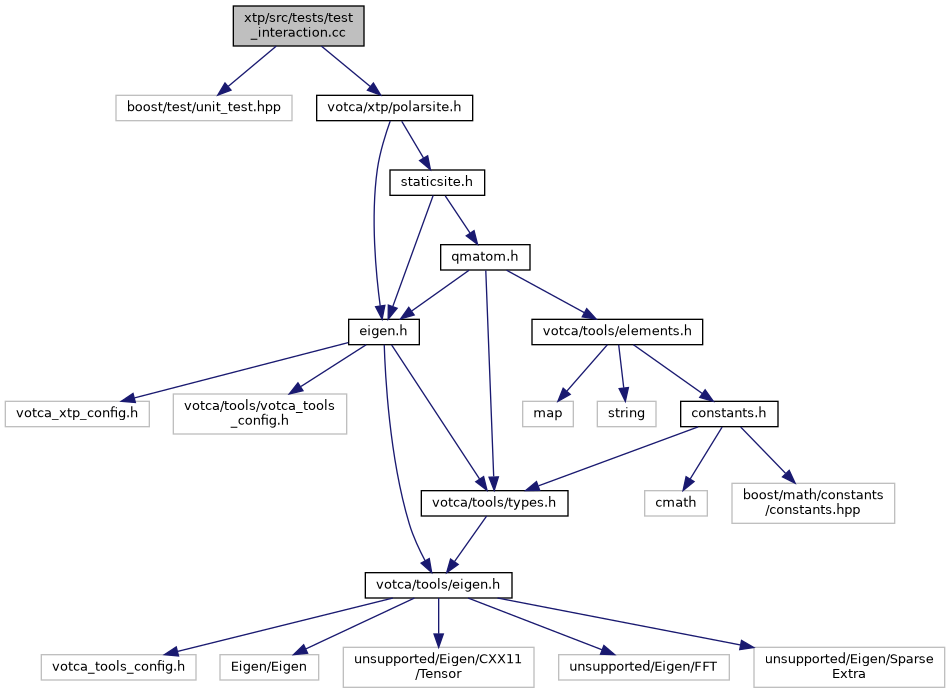 xtp/src/tests/test
_interaction.cc
boost/test/unit_test.hpp
votca/xtp/polarsite.h
staticsite.h
qmatom.h
eigen.h
votca/tools/elements.h
votca_xtp_config.h
votca/tools/votca_tools
_config.h
map
string
constants.h
votca/tools/types.h
cmath
boost/math/constants
/constants.hpp
votca/tools/eigen.h
votca_tools_config.h
Eigen/Eigen
unsupported/Eigen/CXX11
/Tensor
unsupported/Eigen/FFT
unsupported/Eigen/Sparse
Extra